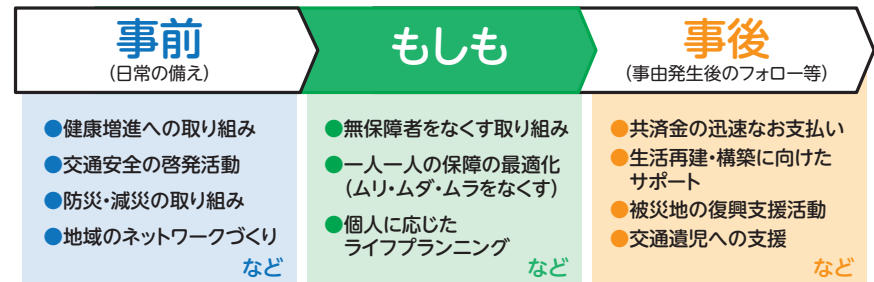 事前
(日常の備え)
もしも
事後
(事由発生後のフォロー等)
●健康増進への取り組み
●交通安全の啓発活動
●防災・減災の取り組み
●地域のネットワークづくり
など
●無保障者をなくす取り組み
●一人一人の保障の最適化
(ムリ・ムダ・ムラをなくす)
●個人に応じた
ライフプランニング
など
●共済金の迅速なお支払い
●生活再建・構築に向けた
サポート
●被災地の復興支援活動
●交通遺児への支援
など